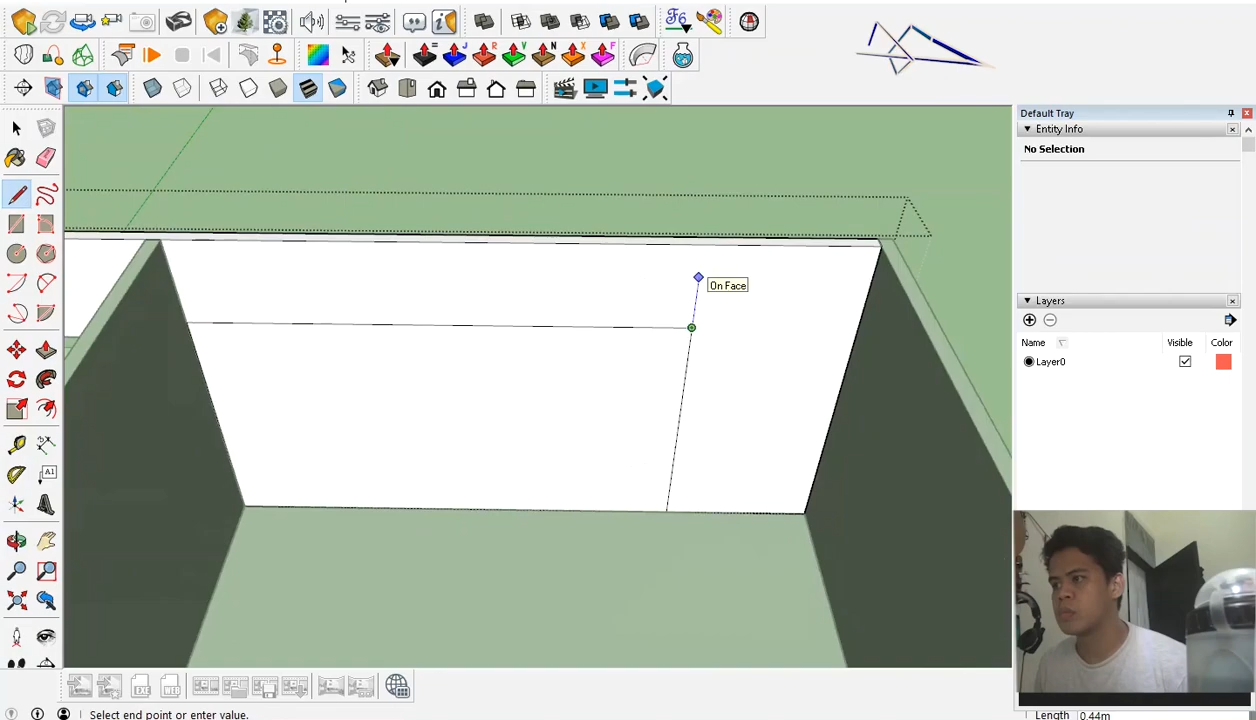 Default Tray
Entity Info
No Selection
On Face
Layers
Name
Visible
Color
Layer0
A1
Select end point or enter value.
Length 0.44m